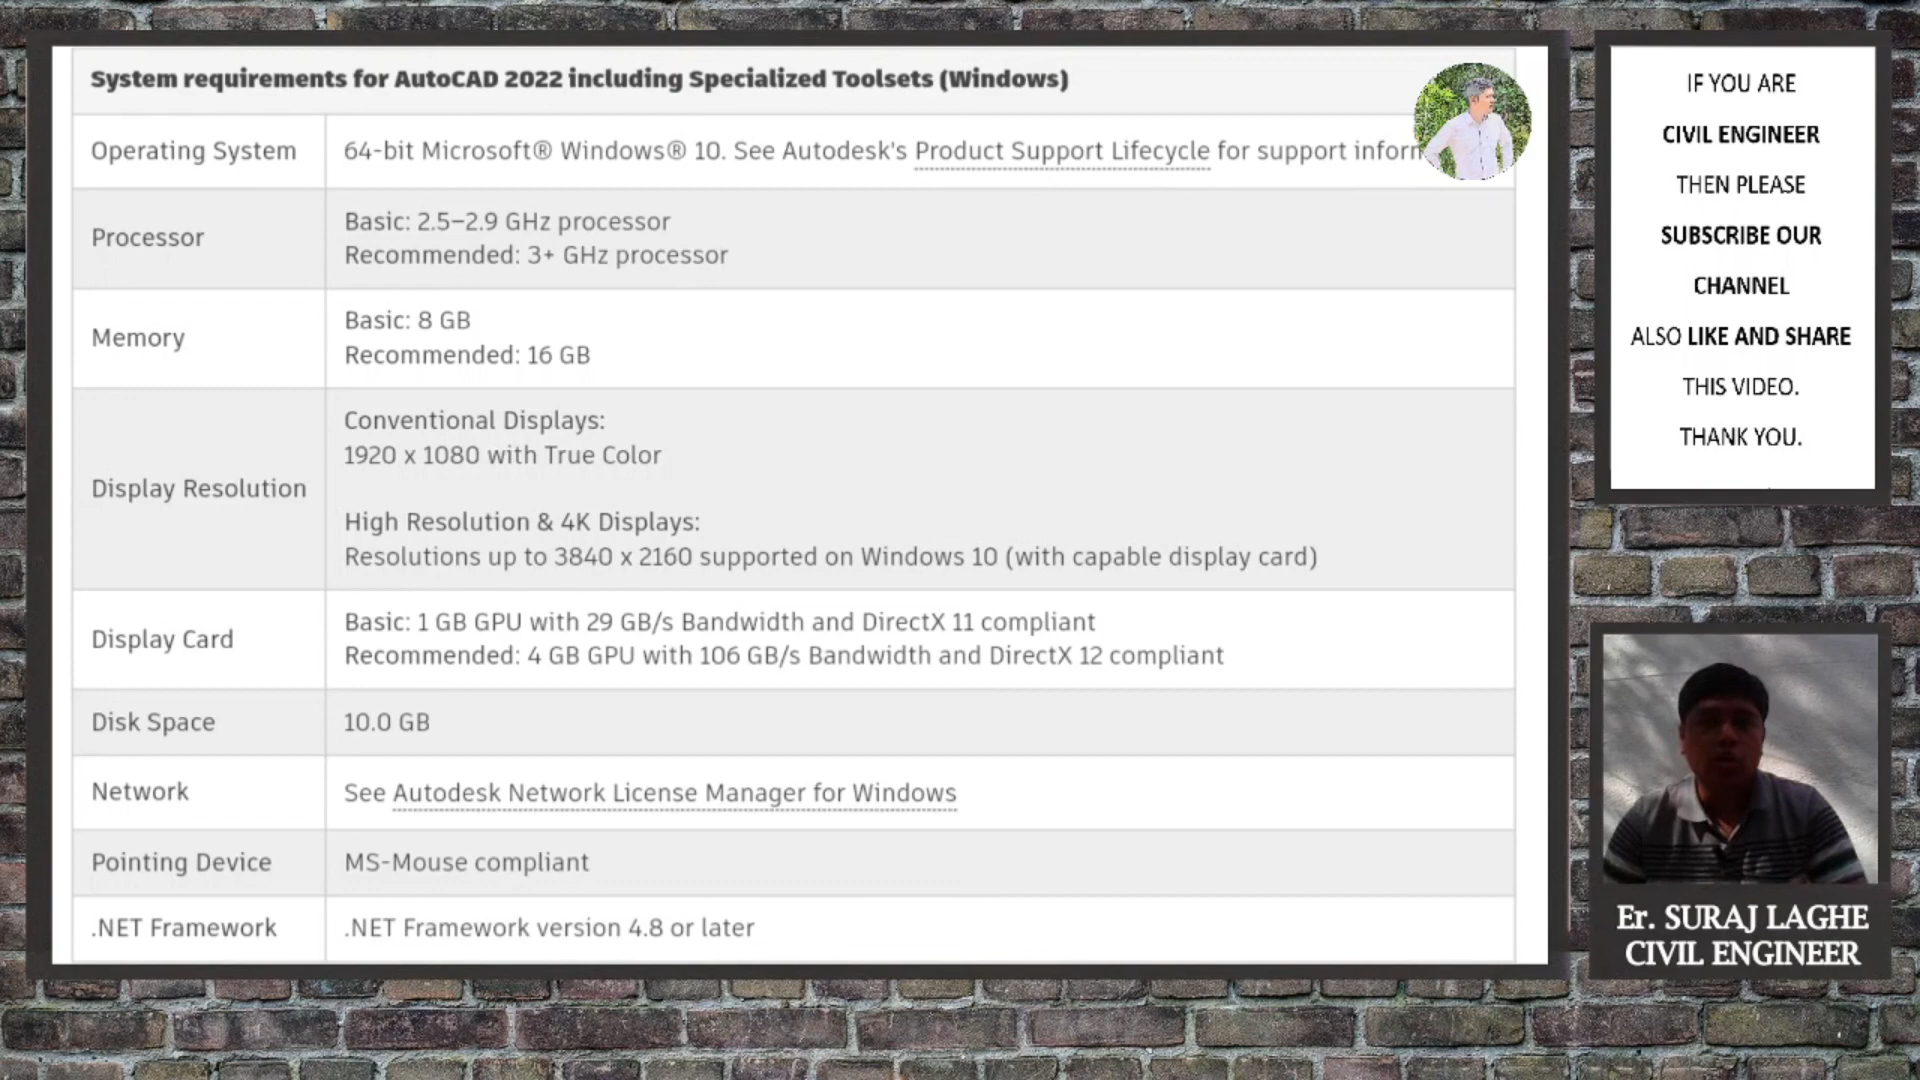 System requirements for AutoCAD 2022 including Specialized Toolsets (Windows)
Operating System
64-bit Microsoft® Windows® 10. See Autodesk's Product Support Lifecycle for support
Processor
Basic: 2.5–2.9 GHz processor
Recommended: 3+ GHz processor
Memory
Basic: 8 GB
Recommended: 16 GB
Display Resolution
Conventional Displays:
1920 x 1080 with True Color
High Resolution & 4K Displays:
Resolutions up to 3840 x 2160 supported on Windows 10 (with capable display card)
Display Card
Basic: 1 GB GPU with 29 GB/s Bandwidth and DirectX 11 compliant
Recommended: 4 GB GPU with 106 GB/s Bandwidth and DirectX 12 compliant
Disk Space
10.0 GB
Network
See Autodesk Network License Manager for Windows
Pointing Device
MS-Mouse compliant
.NET Framework
.NET Framework version 4.8 or later
IF YOU ARE
CIVIL ENGINEER
THEN PLEASE
SUBSCRIBE OUR
CHANNEL
ALSO LIKE AND SHARE
THIS VIDEO.
THANK YOU.
Er. SURAJ LAGHE
CIVIL ENGINEER